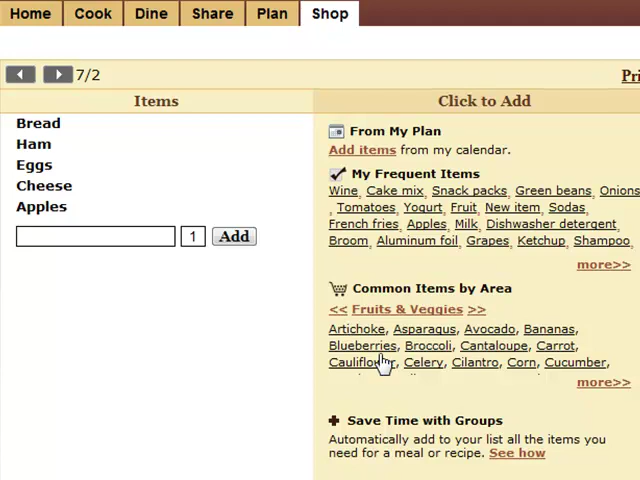 Home Cook Dine Share Plan Shop
7/2
Items
Click to Add
Bread
Ham
Eggs
Cheese
Apples
1 Add
From My Plan
Add items from my calendar.
My Frequent Items
Wine, Cake mix, Snack packs, Green beans, Onions
, Tomatoes, Yogurt, Fruit, New item, Sodas,
French fries, Apples, Milk, Dishwasher detergent,
Broom, Aluminum foil, Grapes, Ketchup, Shampoo,
more>>
Common Items by Area
<< Fruits & Veggies >>
Artichoke, Asparagus, Avocado, Bananas,
Blueberries, Broccoli, Cantaloupe, Carrot,
Cauliflower, Celery, Cilantro, Corn, Cucumber,
more>>
Save Time with Groups
Automatically add to your list all the items you
need for a meal or recipe. See how